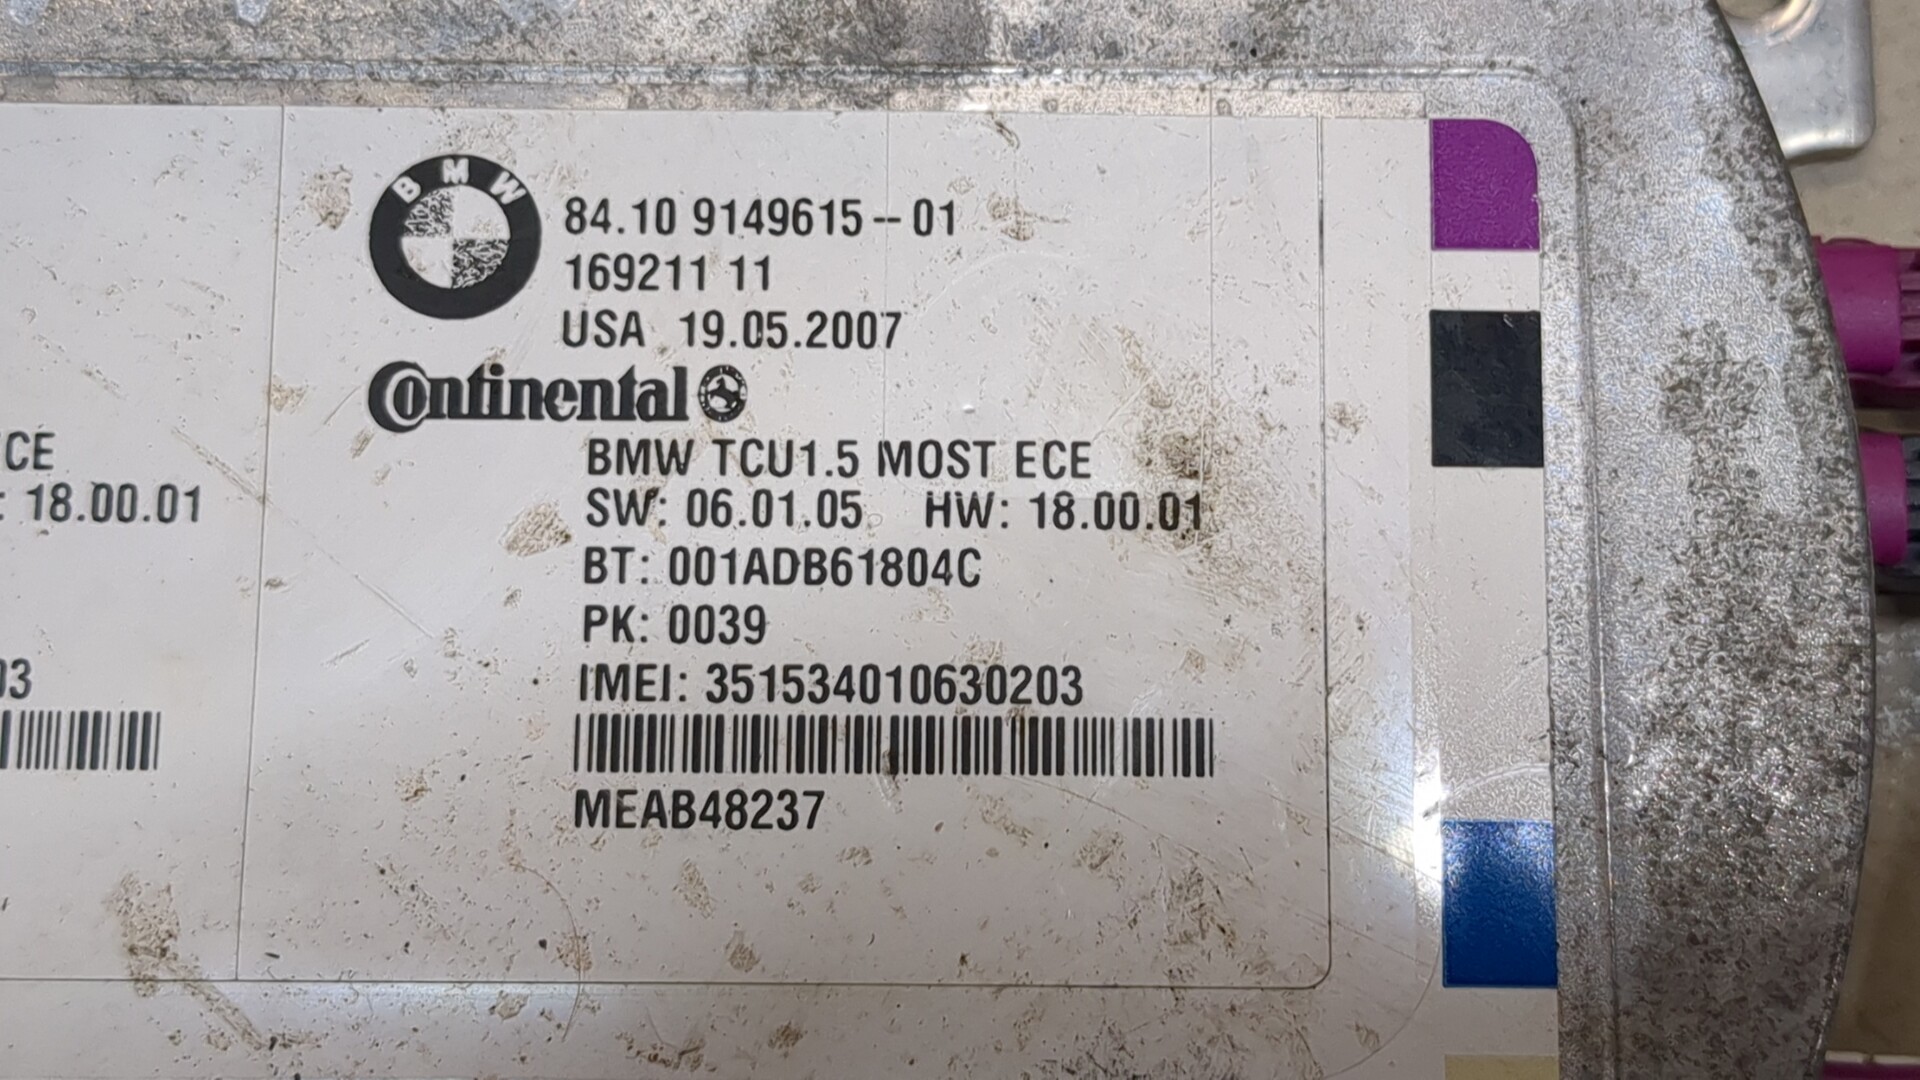 BMW
84.10 9149615--01
169211 11
USA 19.05.2007
Continental
BMW TCU1.5 MOST ECE
SW: 06.01.05 HW: 18.00.01
BT: 001ADB61804C
PK: 0039
IMEI: 351534010630203
MEAB48237
CE
: 18.00.01
03